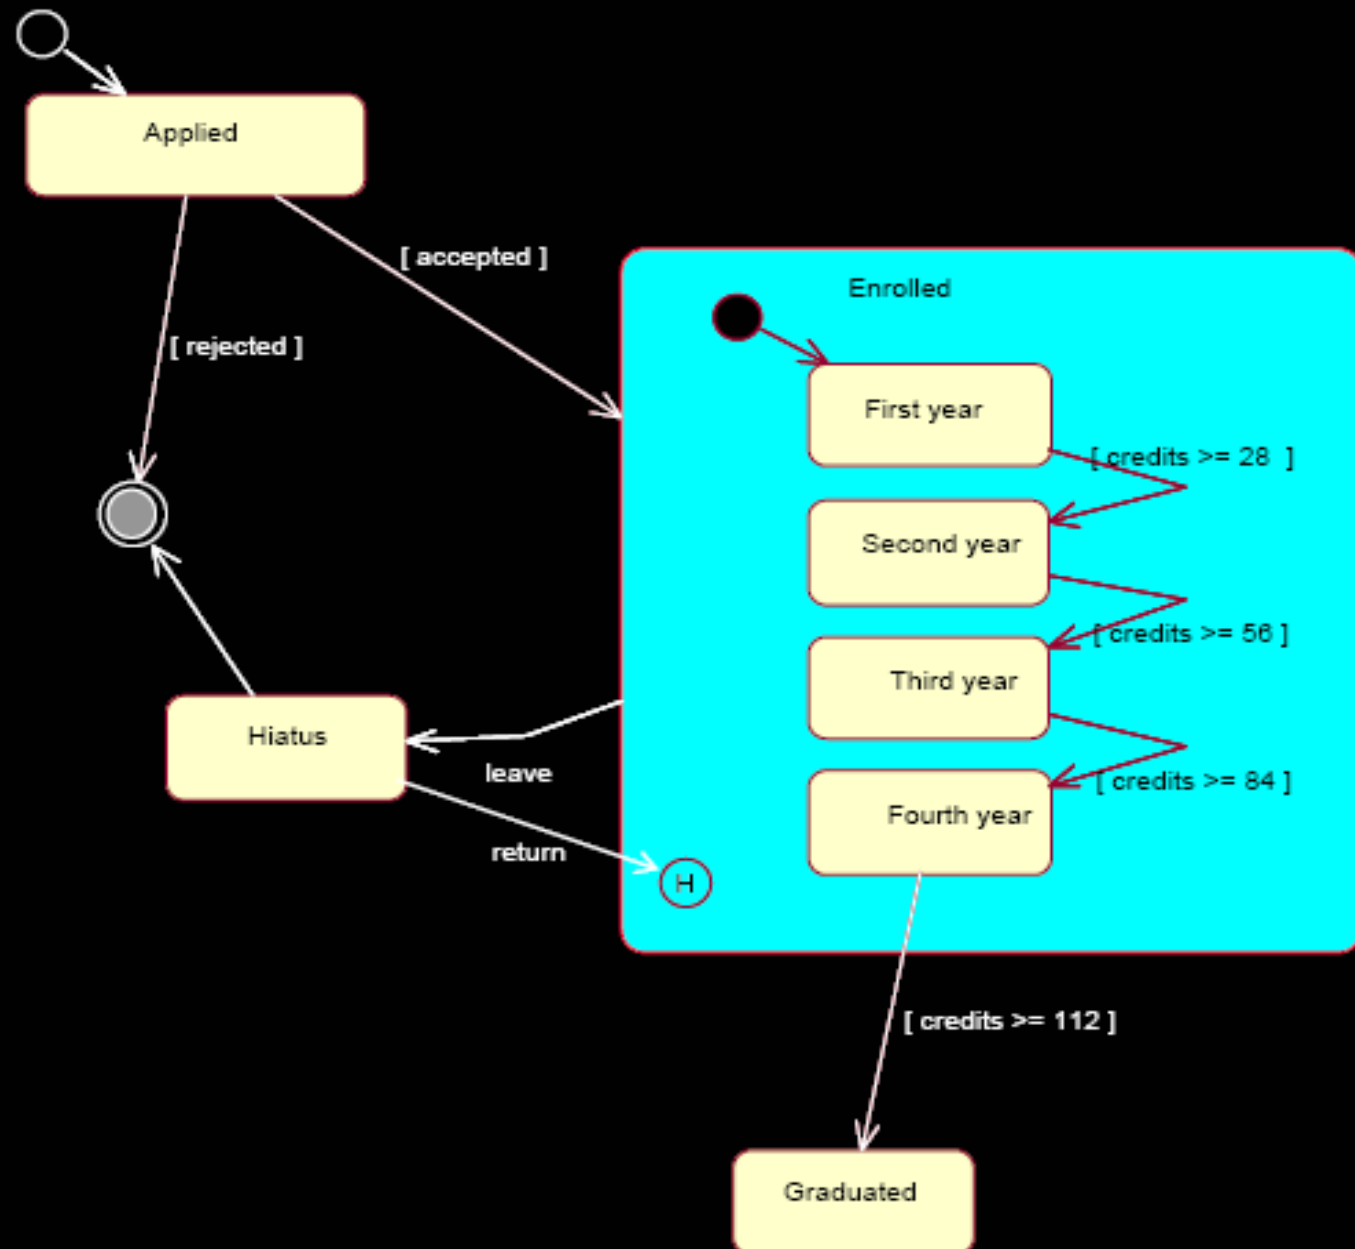 Applied
[ accepted ]
Enrolled
[ rejected ]
First year
[ credits >= 28  ]
Second year
[ credits >= 56 ]
Third year
Hiatus
leave
[ credits >= 84 ]
Fourth year
return
H
[ credits >= 112 ]
Graduated